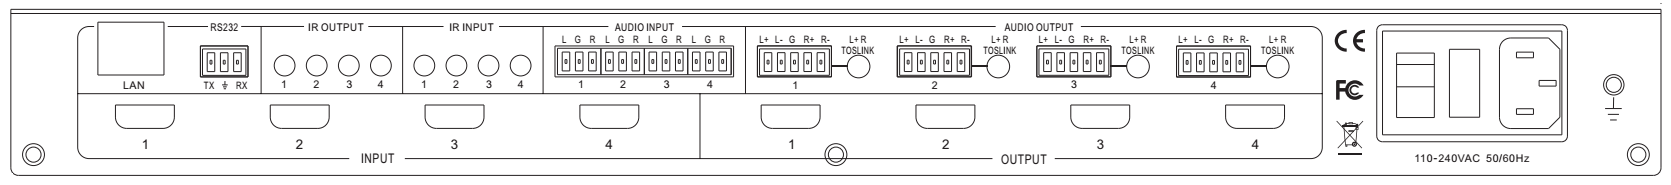 RS232 IR OUTPUT IR INPUT AUDIO INPUT AUDIO OUTPUT
L G R L G R L G R L G R L+ L- G R+ R- L+R L+ L- G R+ R- L+R L+ L- G R+ R- L+R L+ L- G R+ R- L+R
TOSLINK TOSLINK TOSLINK TOSLINK
LAN TX RX 1 2 3 4 1 2 3 4 1 2 3 4 1 2 3 4
CE
FC
1 2 3 4 1 2 3 4
INPUT OUTPUT
110-240VAC 50/60Hz